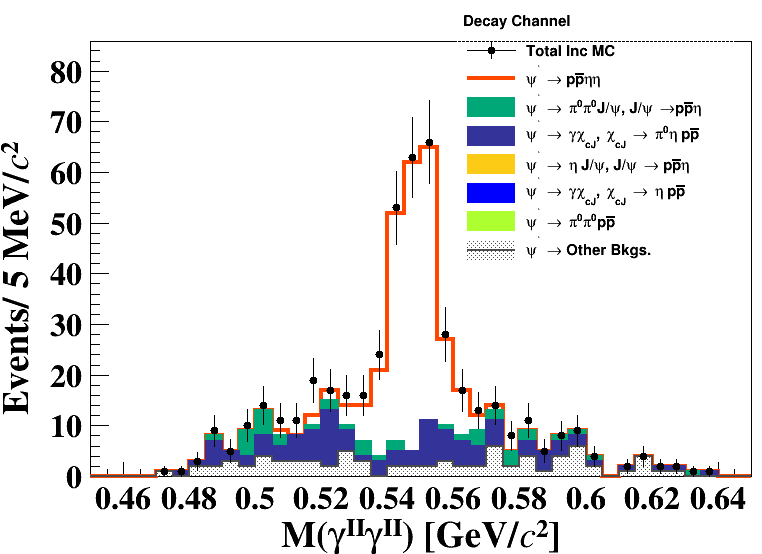 Decay Channel
Total Inc MC
ψ → pp̅ηη
ψ → π⁰π⁰J/ψ, J/ψ →pp̅η
ψ → γχcJ, χcJ → π⁰η pp̅
ψ → η J/ψ, J/ψ → pp̅η
ψ → γχcJ, χcJ → η pp̅
ψ → π⁰π⁰pp̅
ψ → Other Bkgs.
Events/ 5 MeV/c²
80
70
60
50
40
30
20
10
0
0.46 0.48 0.5 0.52 0.54 0.56 0.58 0.6 0.62 0.64
M(γᴵᴵγᴵᴵ) [GeV/c²]